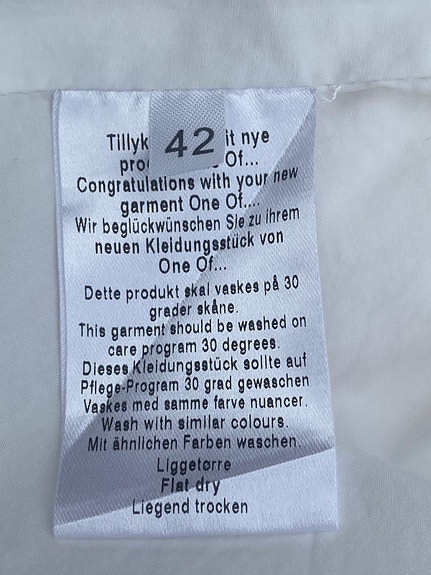 42
Tillyk it nye
pro Of...
Congratulations with your new
garment One Of....
Wir beglückwünschen Sie zu ihrem
neuen Kleidungsstück von
One Of...
Dette produkt skal vaskes på 30
grader skåne.
This garment should be washed on
care program 30 degrees.
Dieses Kleidungsstück sollte auf
Pflege-Program 30 grad gewaschen
Vaskes med samme farve nuancer.
Wash with similar colours.
Mit ähnlichen Farben waschen.
Liggetørre
Flat dry
Liegend trocken